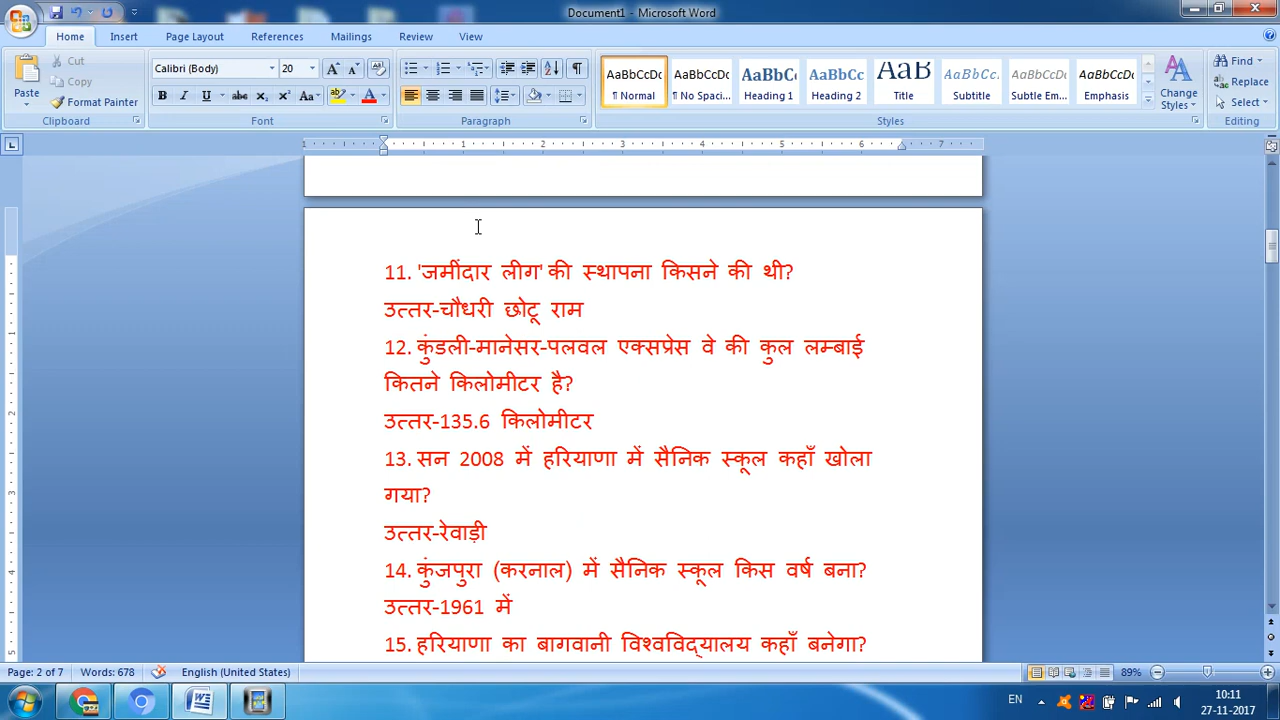 Document1 - Microsoft Word
Home Insert Page Layout References Mailings Review View
Paste
Cut
Copy
Format Painter
Clipboard
Calibri (Body) 20
Font
Paragraph
AaBbCcDc AaBbCcDc AaBbCc AaBbCc AaB AaBbCc. AaBbCcDc AaBbCcDc
¶ Normal ¶ No Spaci... Heading 1 Heading 2 Title Subtitle Subtle Em... Emphasis
Change Styles
Styles
Find
Replace
Select
Editing
11. 'जमींदार लीग' की स्थापना किसने की थी?
उत्तर-चौधरी छोटू राम
12. कुंडली-मानेसर-पलवल एक्सप्रेस वे की कुल लम्बाई
कितने किलोमीटर है?
उत्तर-135.6 किलोमीटर
13. सन 2008 में हरियाणा में सैनिक स्कूल कहाँ खोला
गया?
उत्तर-रेवाड़ी
14. कुंजपुरा (करनाल) में सैनिक स्कूल किस वर्ष बना?
उत्तर-1961 में
15. हरियाणा का बागवानी विश्वविद्यालय कहाँ बनेगा?
Page: 2 of 7 Words: 678 English (United States) 89%
EN 10:11
27-11-2017